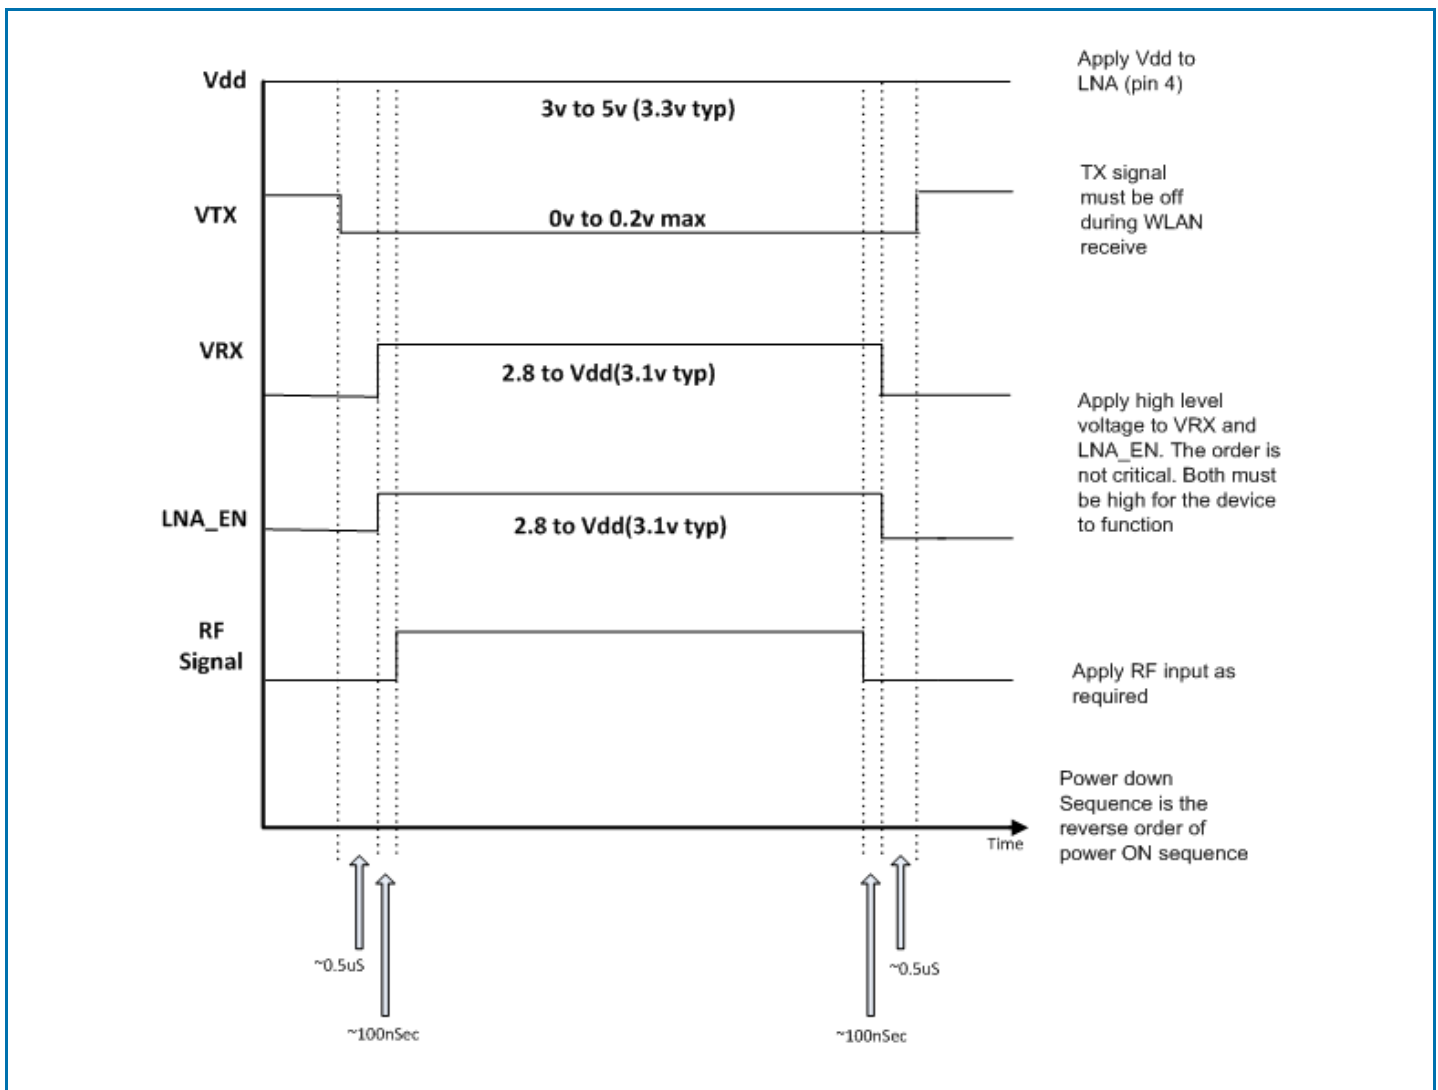 Vdd
3v to 5v (3.3v typ)
Apply Vdd to
LNA (pin 4)
VTX
0v to 0.2v max
TX signal
must be off
during WLAN
receive
VRX
2.8 to Vdd(3.1v typ)
Apply high level
voltage to VRX and
LNA_EN. The order is
not critical. Both must
be high for the device
to function
LNA_EN
2.8 to Vdd(3.1v typ)
RF
Signal
Apply RF input as
required
Time
Power down
Sequence is the
reverse order of
power ON sequence
~0.5uS
~0.5uS
~100nSec
~100nSec